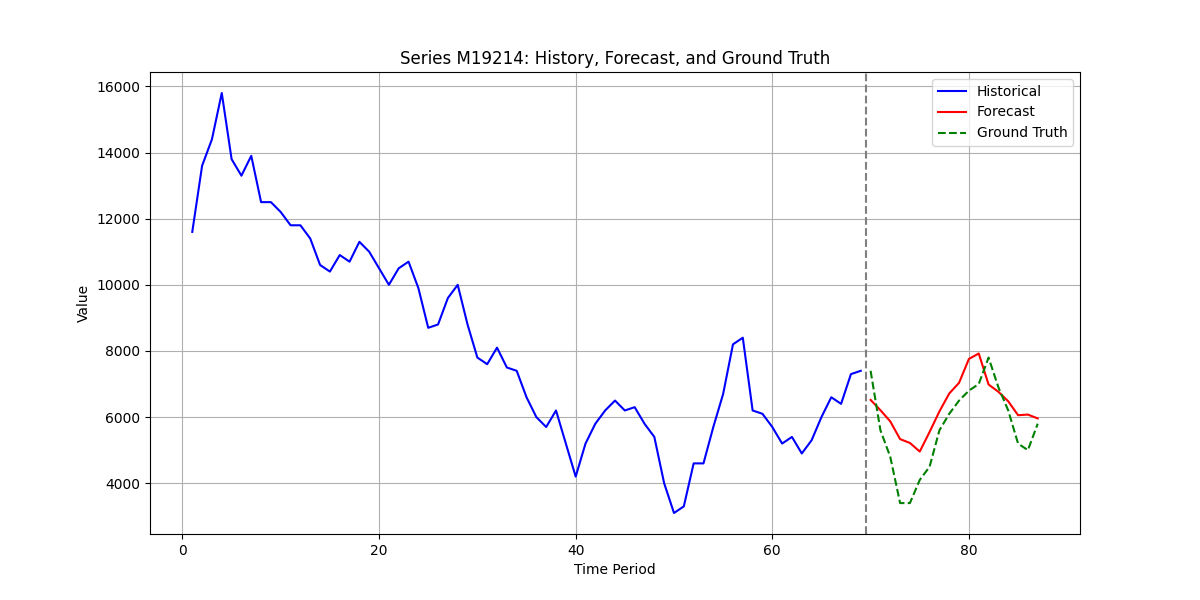 Series M19214: History, Forecast, and Ground Truth
16000
14000
12000
10000
8000
6000
4000
Value
0
20
40
60
80
Time Period
Historical
Forecast
Ground Truth